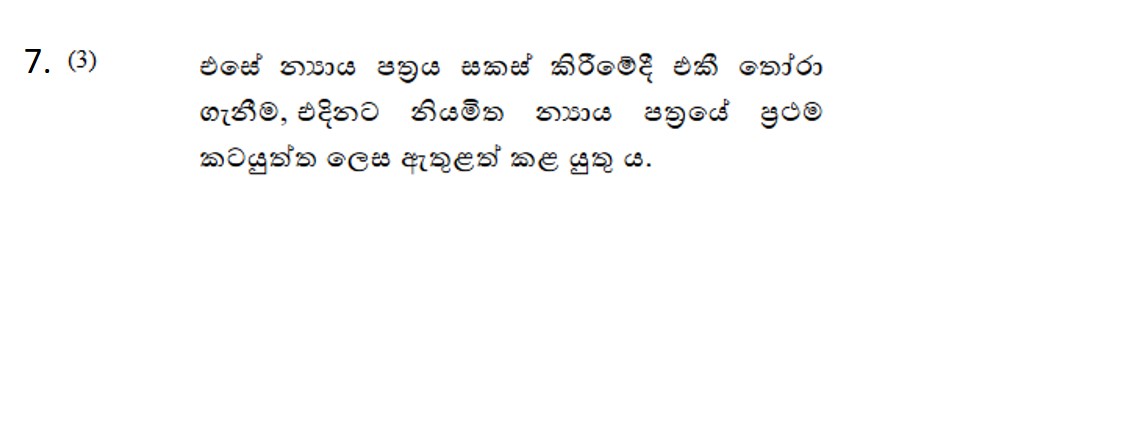 7. (3) එසේ න්‍යාය පත්‍රය සකස් කිරීමේදී එකී තෝරා
ගැනීම, එදිනට නියමිත න්‍යාය පත්‍රයේ ප්‍රථම
කටයුත්ත ලෙස ඇතුළත් කළ යුතු ය.